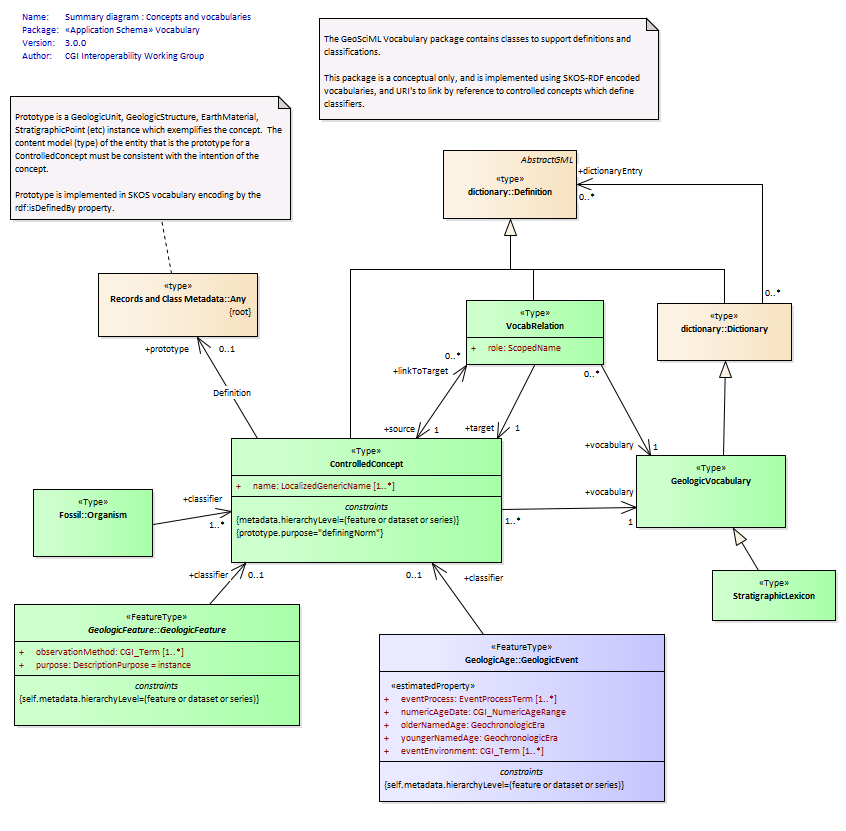 Name: Summary diagram : Concepts and vocabularies
Package: «Application Schema» Vocabulary
Version: 3.0.0
Author: CGI Interoperability Working Group
The GeoSciML Vocabulary package contains classes to support definitions and
classifications.
This package is a conceptual only, and is implemented using SKOS-RDF encoded
vocabularies, and URI's to link by reference to controlled concepts which define
classifiers.
Prototype is a GeologicUnit, GeologicStructure, EarthMaterial,
StratigraphicPoint (etc) instance which exemplifies the concept. The
content model (type) of the entity that is the prototype for a
ControlledConcept must be consistent with the intention of the
concept.
Prototype is implemented in SKOS vocabulary encoding by the
rdf:isDefinedBy property.
AbstractGML
«type»
dictionary::Definition
+dictionaryEntry
0..*
«type»
Records and Class Metadata::Any
{root}
0..*
«Type»
VocabRelation
+ role: ScopedName
«type»
dictionary::Dictionary
+prototype 0..1
Definition
0..*
+linkToTarget
0..*
+source 1
+target 1
+vocabulary 1
«Type»
ControlledConcept
+ name: LocalizedGenericName [1..*]
constraints
{metadata.hierarchyLevel=(feature or dataset or series)}
{prototype.purpose="definingNorm"}
«Type»
GeologicVocabulary
+vocabulary
1..*
1
«Type»
Fossil::Organism
+classifier
1..*
«Type»
StratigraphicLexicon
+classifier 0..1
0..1 +classifier
«FeatureType»
GeologicFeature::GeologicFeature
+ observationMethod: CGI_Term [1..*]
+ purpose: DescriptionPurpose = instance
constraints
{self.metadata.hierarchyLevel=(feature or dataset or series)}
«FeatureType»
GeologicAge::GeologicEvent
«estimatedProperty»
+ eventProcess: EventProcessTerm [1..*]
+ numericAgeDate: CGI_NumericAgeRange
+ olderNamedAge: GeochronologicEra
+ youngerNamedAge: GeochronologicEra
+ eventEnvironment: CGI_Term [1..*]
constraints
{self.metadata.hierarchyLevel=(feature or dataset or series)}